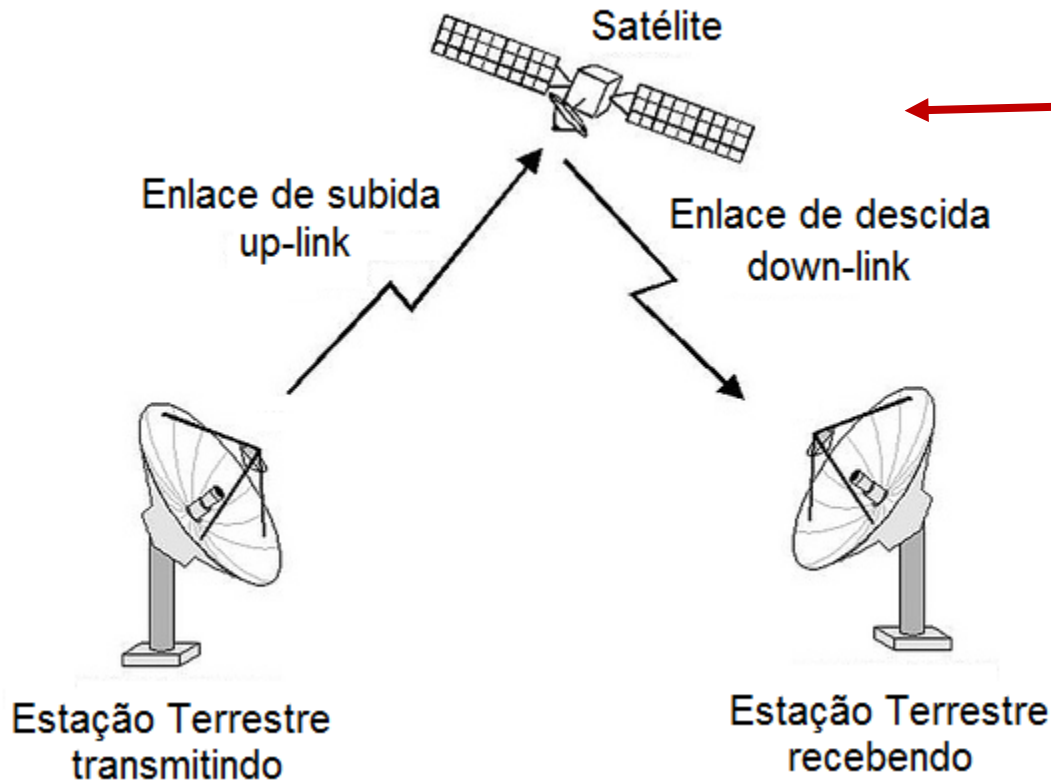 Satélite
Enlace de subida
up-link
Enlace de descida
down-link
Estação Terrestre
transmitindo
Estação Terrestre
recebendo